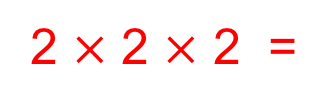 2 × 2 × 2 =